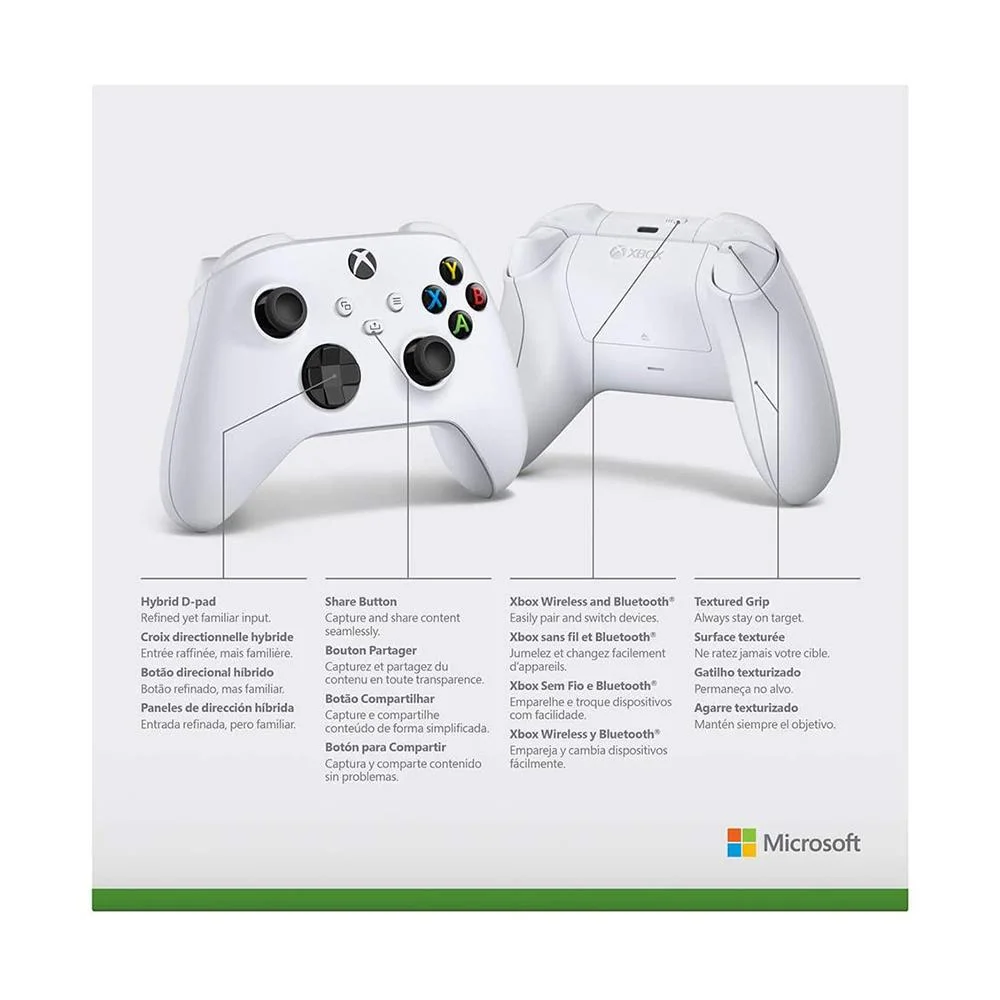 XBOX
Y
X
B
A
Hybrid D-pad
Refined yet familiar input.
Croix directionnelle hybride
Entrée raffinée, mais familière.
Botão direcional híbrido
Botão refinado, mas familiar.
Paneles de dirección híbrida
Entrada refinada, pero familiar.
Share Button
Capture and share content
seamlessly.
Bouton Partager
Capturez et partagez du
contenu en toute transparence.
Botão Compartilhar
Capture e compartilhe
conteúdo de forma simplificada.
Botón para Compartir
Captura y comparte contenido
sin problemas.
Xbox Wireless and Bluetooth®
Easily pair and switch devices.
Xbox sans fil et Bluetooth®
Jumelez et changez facilement
d'appareils.
Xbox Sem Fio e Bluetooth®
Emparelhe e troque dispositivos
com facilidade.
Xbox Wireless y Bluetooth®
Empareja y cambia dispositivos
fácilmente.
Textured Grip
Always stay on target.
Surface texturée
Ne ratez jamais votre cible.
Gatilho texturizado
Permaneça no alvo.
Agarre texturizado
Mantén siempre el objetivo.
Microsoft